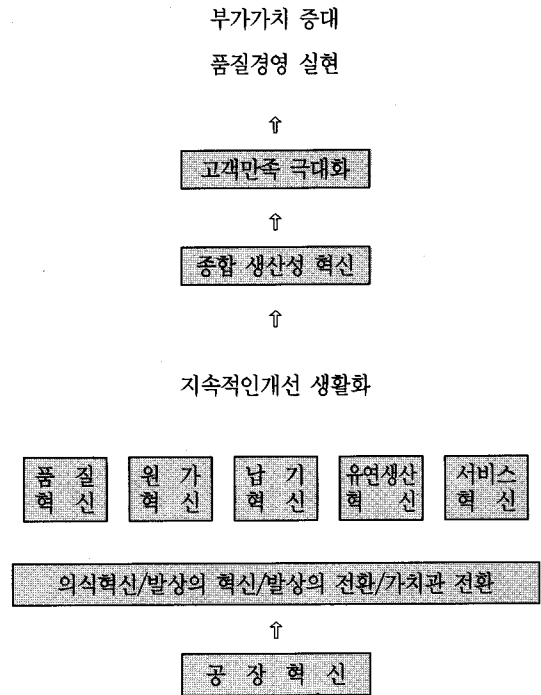 부가가치 증대
품질경영 실현
⇧
고객만족 극대화
⇧
종합 생산성 혁신
⇧
지속적인개선 생활화
품 질 원 가 납 기 유연생산 서비스
혁 신 혁 신 혁 신 혁 신 혁 신
의식혁신/발상의 혁신/발상의 전환/가치관 전환
⇧
공 장 혁 신